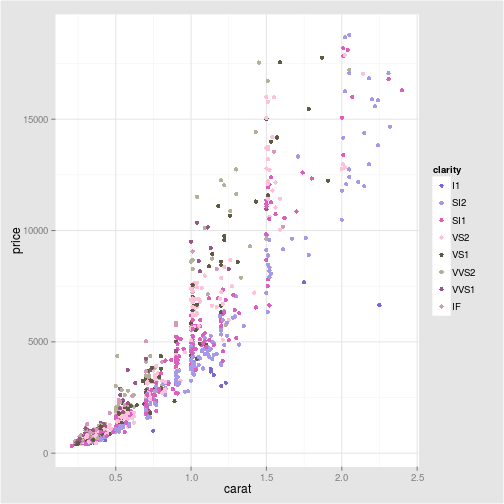 15000
10000
5000
0
price
0.5 1.0 1.5 2.0 2.5
carat
clarity
I1
SI2
SI1
VS2
VS1
VVS2
VVS1
IF